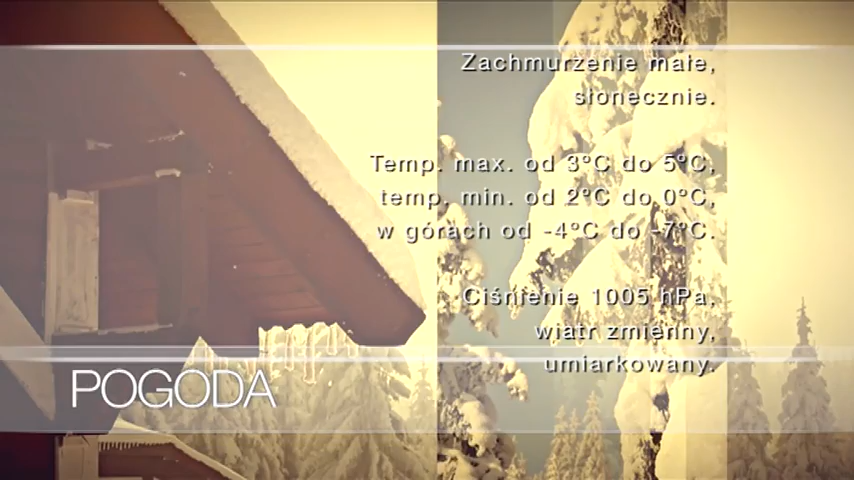 Zachmurzenie małe,
słonecznie.
Temp. max. od 3°C do 5°C,
temp. min. od 2°C do 0°C,
w górach od -4°C do -7°C.
Ciśnienie 1005 hPa,
wiatr zmienny,
umiarkowany.
POGODA